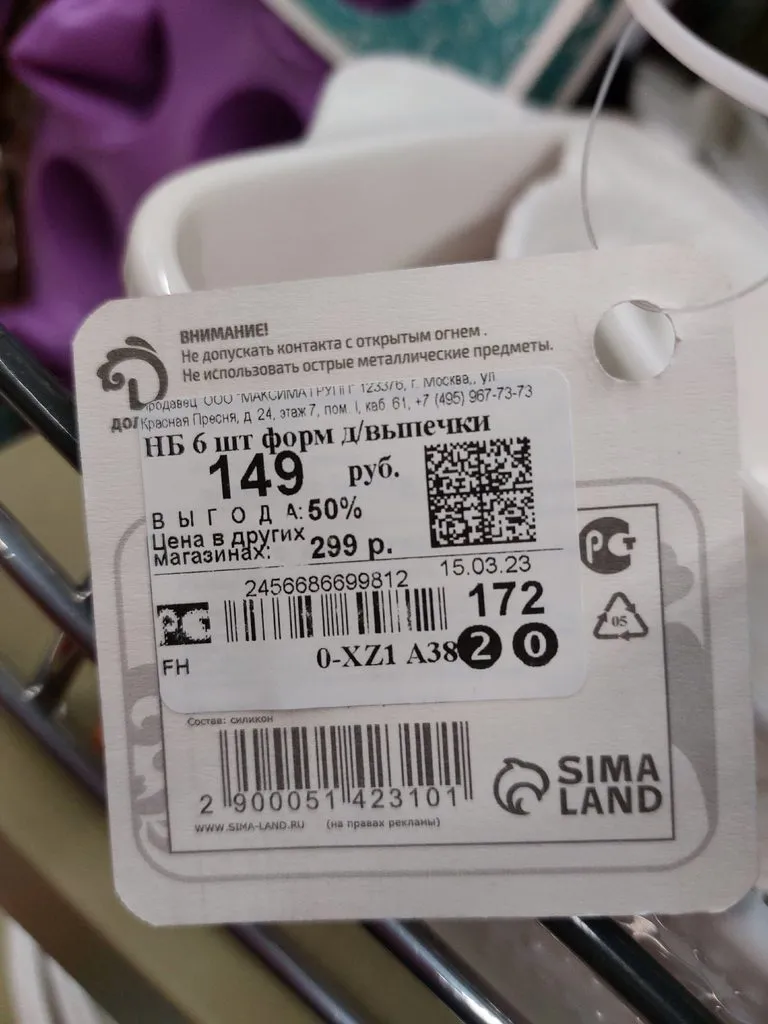 ВНИМАНИЕ!
Не допускать контакта с открытым огнем .
Не использовать острые металлические предметы.
продавец ООО "МАКСИМА ГРУПП" 123376, г. Москва,, ул
Красная Пресня, д 24, этаж 7, пом. I, каб 61, +7 (495) 967-73-73
НБ 6 шт форм д/выпечки
149 руб.
ВЫГОДА: 50%
Цена в других
магазинах: 299 р.
2456686699812 15.03.23
172
FH 0-XZ1 A38 2 0
05
Состав: силикон
2 900051 423101
SIMA
LAND
WWW.SIMA-LAND.RU (на правах рекламы)